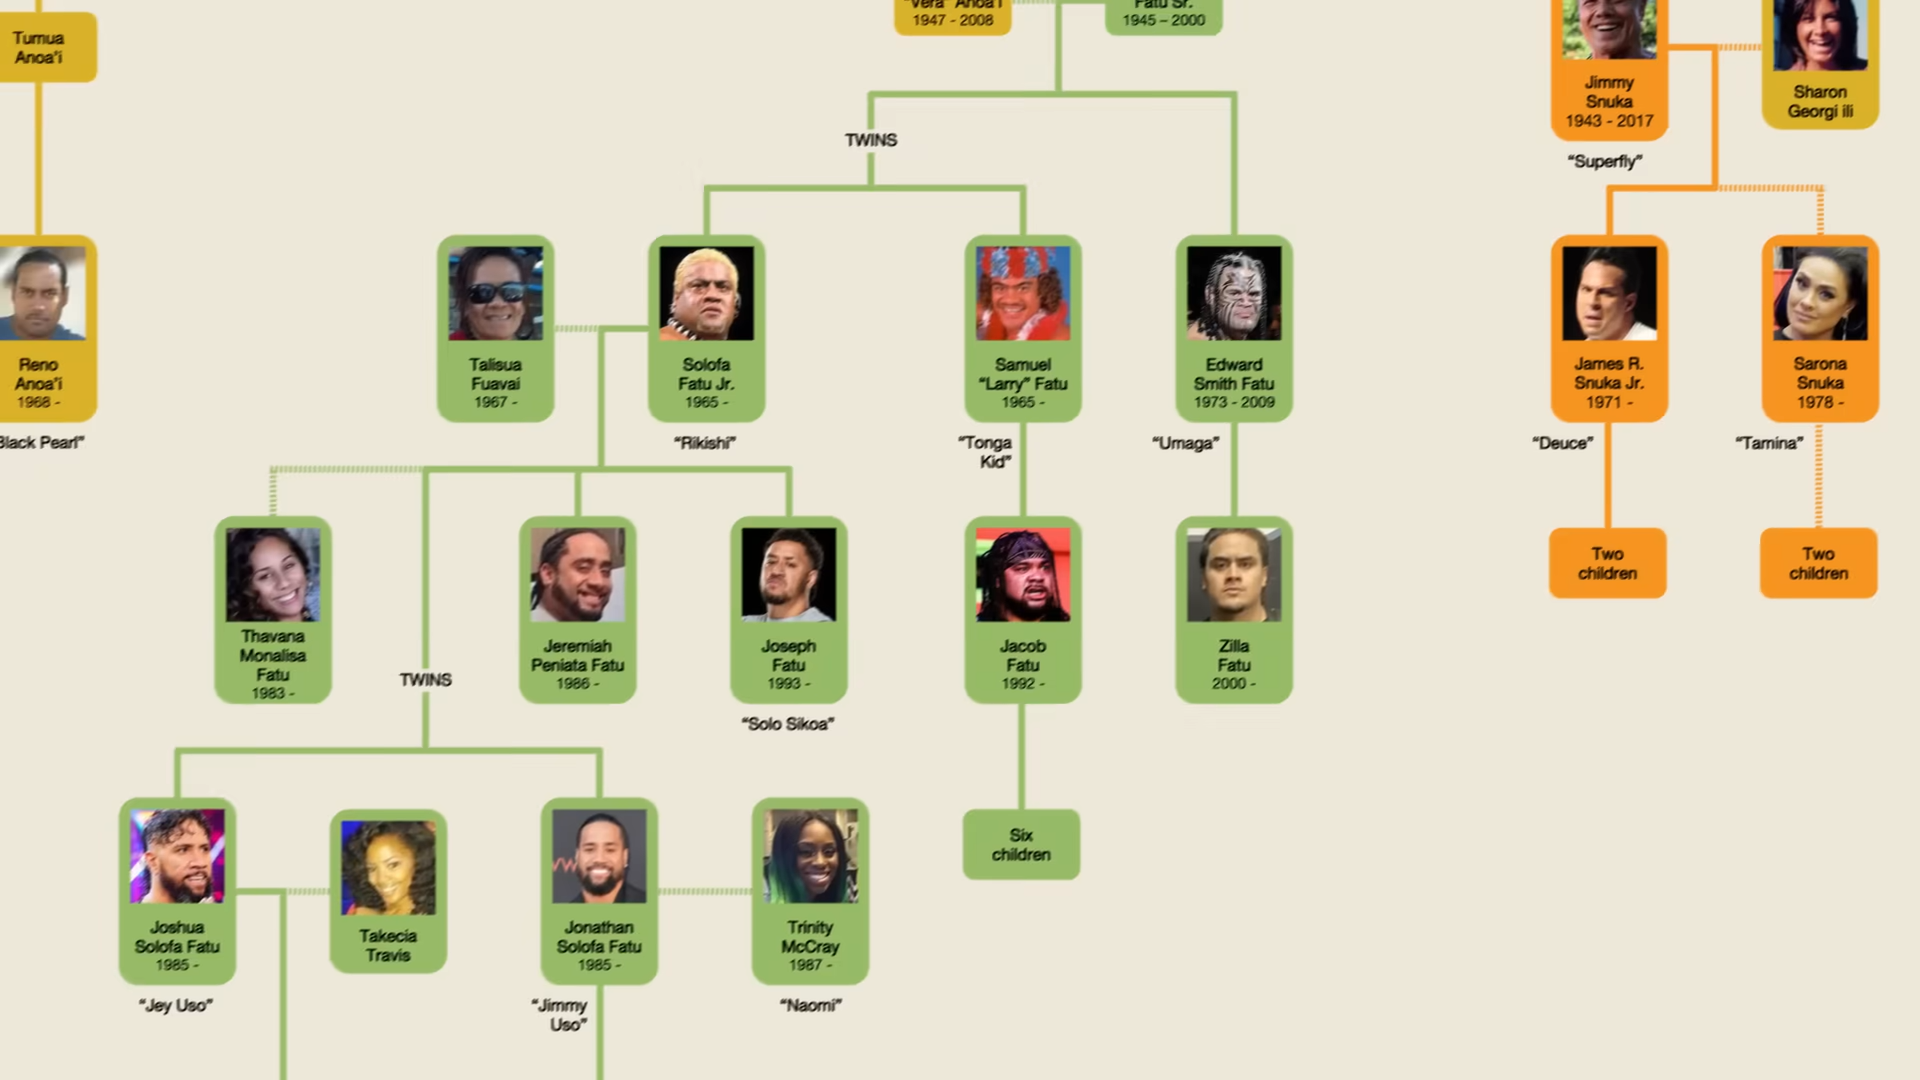 "Vera" Anoa'i
1947 - 2008
Fatu Sr.
1945 – 2000
Tumua
Anoa'i
Jimmy
Snuka
1943 - 2017
"Superfly"
Sharon
Georgi ili
TWINS
Reno
Anoa'i
1968 -
Black Pearl"
Talisua
Fuavai
1967 -
Solofa
Fatu Jr.
1965 -
"Rikishi"
Samuel
"Larry" Fatu
1965 -
"Tonga
Kid"
Edward
Smith Fatu
1973 - 2009
"Umaga"
James R.
Snuka Jr.
1971 -
"Deuce"
Sarona
Snuka
1978 -
"Tamina"
Thavana
Monalisa
Fatu
1983 -
TWINS
Jeremiah
Peniata Fatu
1986 -
Joseph
Fatu
1993 -
"Solo Sikoa"
Jacob
Fatu
1992 -
Zilla
Fatu
2000 -
Two
children
Two
children
Joshua
Solofa Fatu
1985 -
"Jey Uso"
Takecia
Travis
Jonathan
Solofa Fatu
1985 -
"Jimmy
Uso"
Trinity
McCray
1987 -
"Naomi"
Six
children